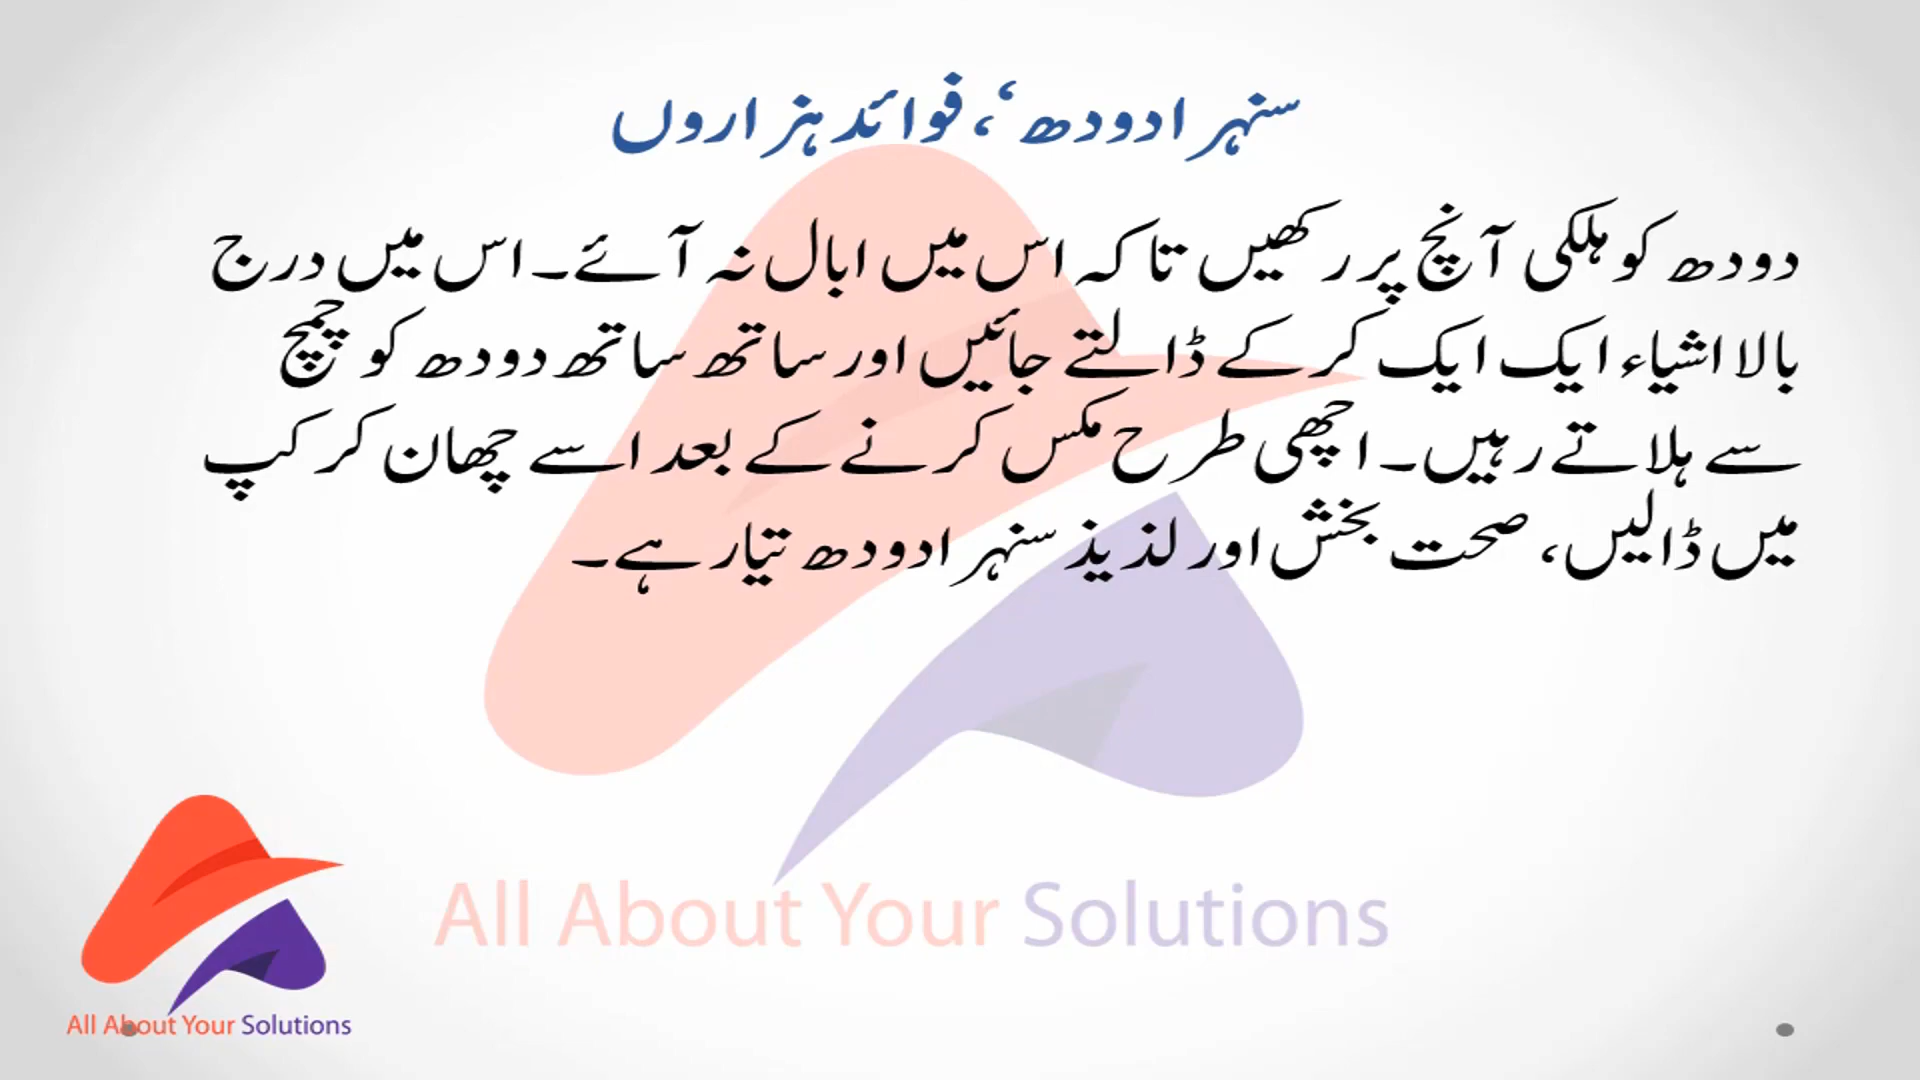 سنہرا دودھ‘، فوائد ہزاروں
دودھ کو ہلکی آنچ پر رکھیں تاکہ اس میں ابال نہ آئے۔ اس میں درج
بالا اشیاء ایک ایک کرکے ڈالتے جائیں اور ساتھ ساتھ دودھ کو چمچ
سے ہلاتے رہیں۔ اچھی طرح مکس کرنے کے بعد اسے چھان کر کپ
میں ڈالیں، صحت بخش اور لذیذ سنہرا دودھ تیار ہے۔
All About Your Solutions
All About Your Solutions